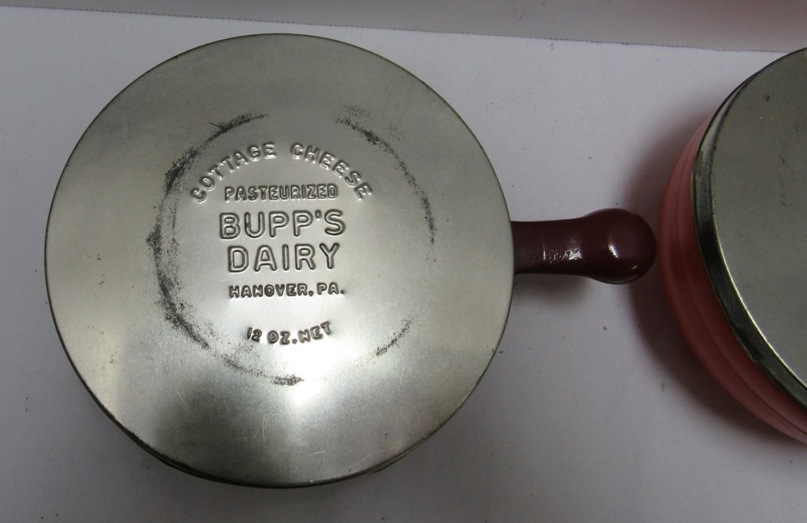 COTTAGE CHEESE
PASTEURIZED
BUPP'S
DAIRY
HANOVER, PA.
12 OZ. NET